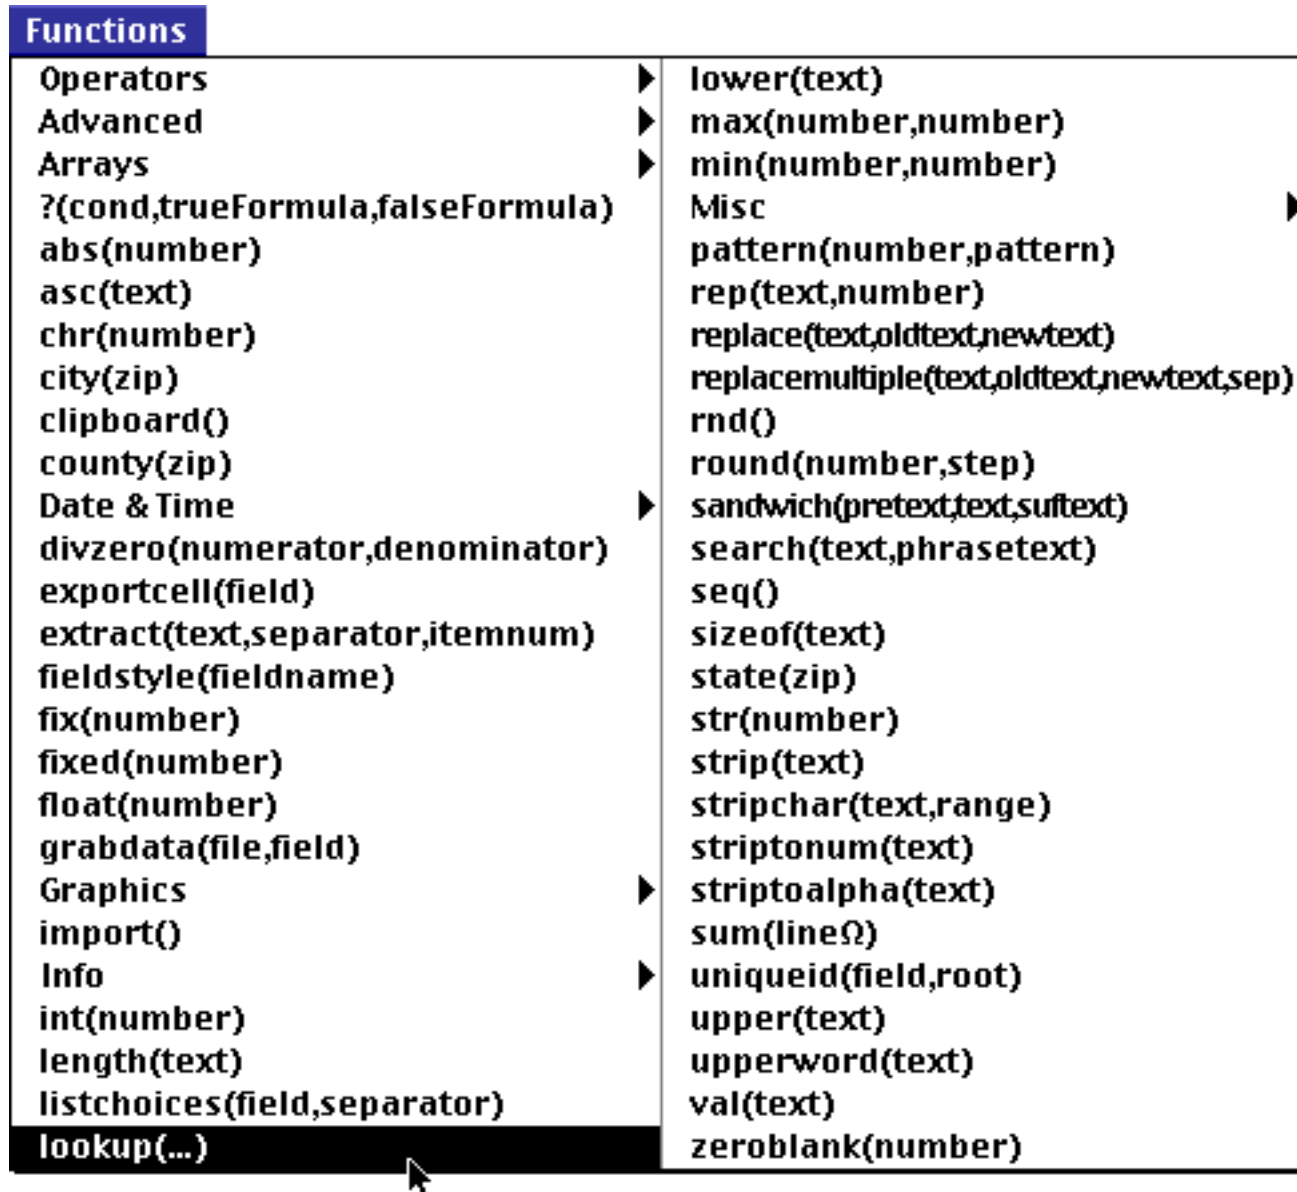 Functions
Operators
Advanced
Arrays
?(cond,trueFormula,falseFormula)
abs(number)
asc(text)
chr(number)
city(zip)
clipboard()
county(zip)
Date & Time
divzero(numerator,denominator)
exportcell(field)
extract(text,separator,itemnum)
fieldstyle(fieldname)
fix(number)
fixed(number)
float(number)
grabdata(file,field)
Graphics
import()
Info
int(number)
length(text)
listchoices(field,separator)
lookup(...)
lower(text)
max(number,number)
min(number,number)
Misc
pattern(number,pattern)
rep(text,number)
replace(text,oldtext,newtext)
replacemultiple(text,oldtext,newtext,sep)
rnd()
round(number,step)
sandwich(pretext,text,suftext)
search(text,phrasetext)
seq()
sizeof(text)
state(zip)
str(number)
strip(text)
stripchar(text,range)
striptonum(text)
striptoalpha(text)
sum(lineΩ)
uniqueid(field,root)
upper(text)
upperword(text)
val(text)
zeroblank(number)